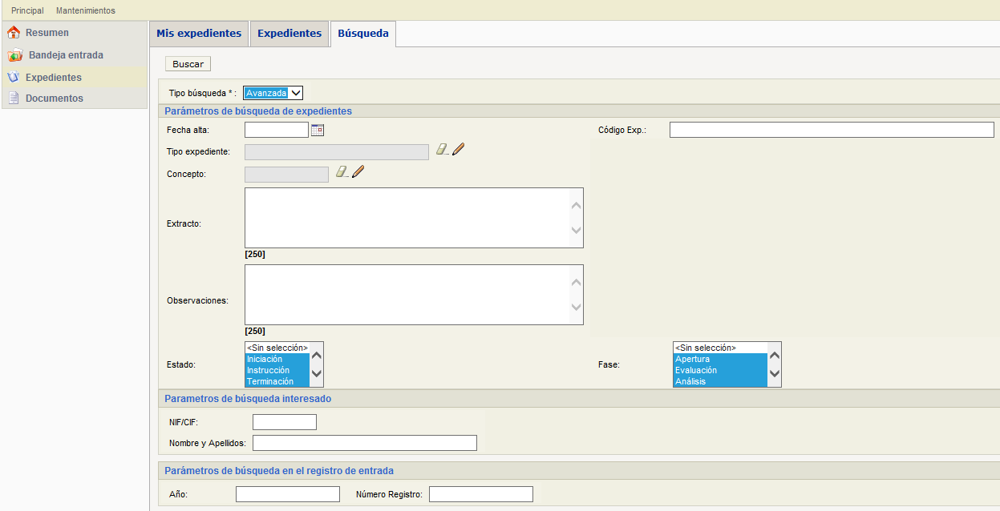 Principal Mantenimientos
Resumen
Bandeja entrada
Expedientes
Documentos
Mis expedientes Expedientes Búsqueda
Buscar
Tipo búsqueda * : Avanzada
Parámetros de búsqueda de expedientes
Fecha alta: Código Exp.:
Tipo expediente:
Concepto:
Extracto:
[250]
Observaciones:
[250]
Estado:
<Sin selección>
Iniciación
Instrucción
Terminación
Fase:
<Sin selección>
Apertura
Evaluación
Análisis
Parametros de búsqueda interesado
NIF/CIF:
Nombre y Apellidos:
Parámetros de búsqueda en el registro de entrada
Año: Número Registro: